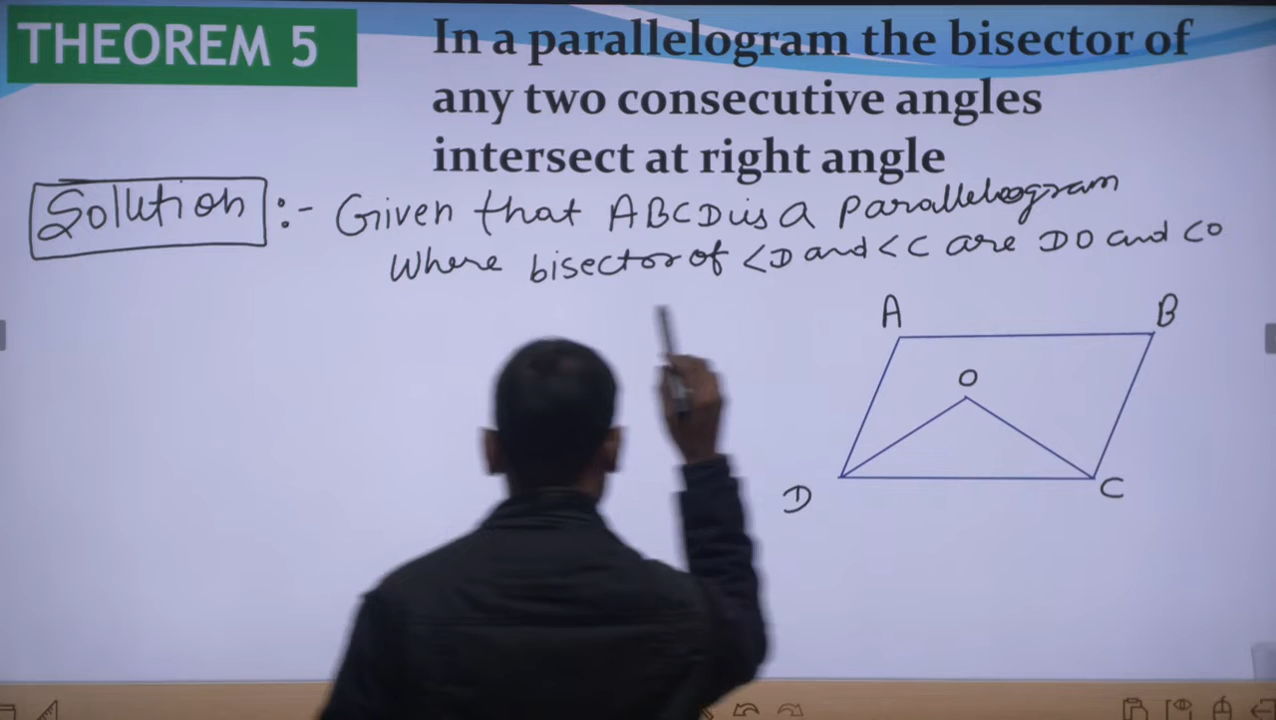 THEOREM 5
In a parallelogram the bisector of
any two consecutive angles
intersect at right angle
Solution :- Given that ABCD is a parallelogram
Where bisector of <D and <C are DO and CO
A
B
O
D
C